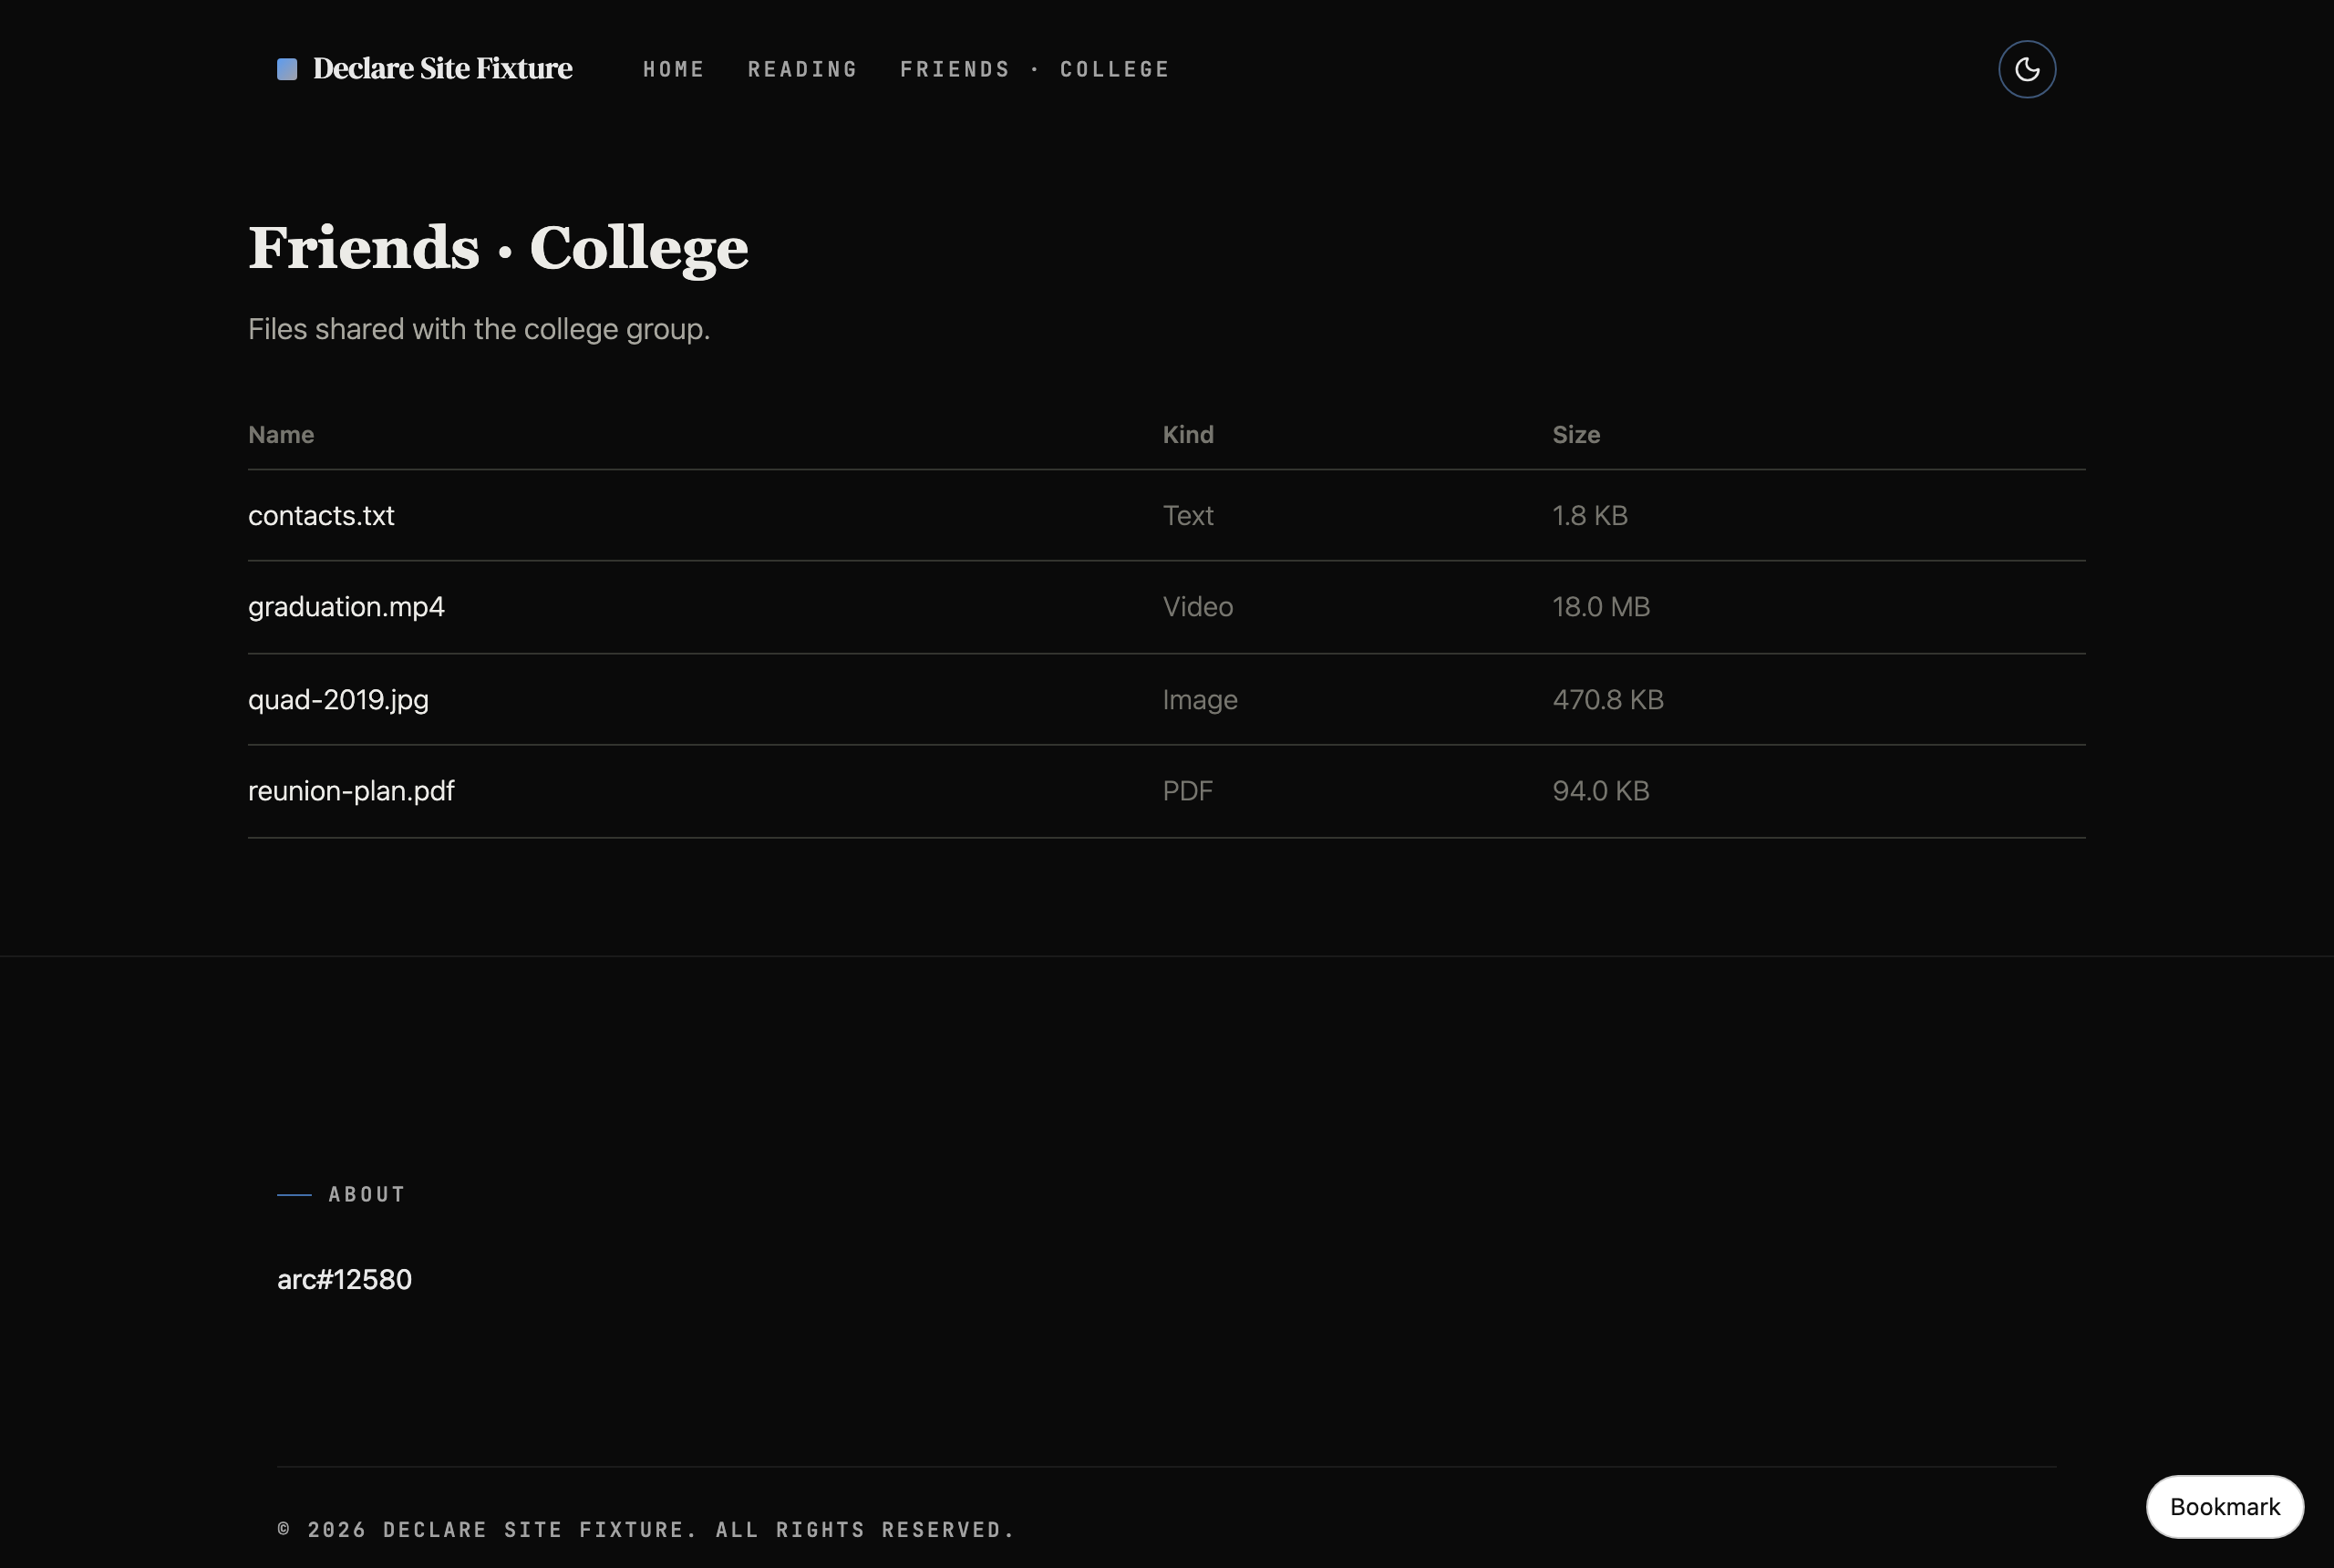 Declare Site Fixture HOME READING FRIENDS · COLLEGE
Friends · College
Files shared with the college group.
Name Kind Size
contacts.txt Text 1.8 KB
graduation.mp4 Video 18.0 MB
quad-2019.jpg Image 470.8 KB
reunion-plan.pdf PDF 94.0 KB
ABOUT
arc#12580
Bookmark
© 2026 DECLARE SITE FIXTURE. ALL RIGHTS RESERVED.